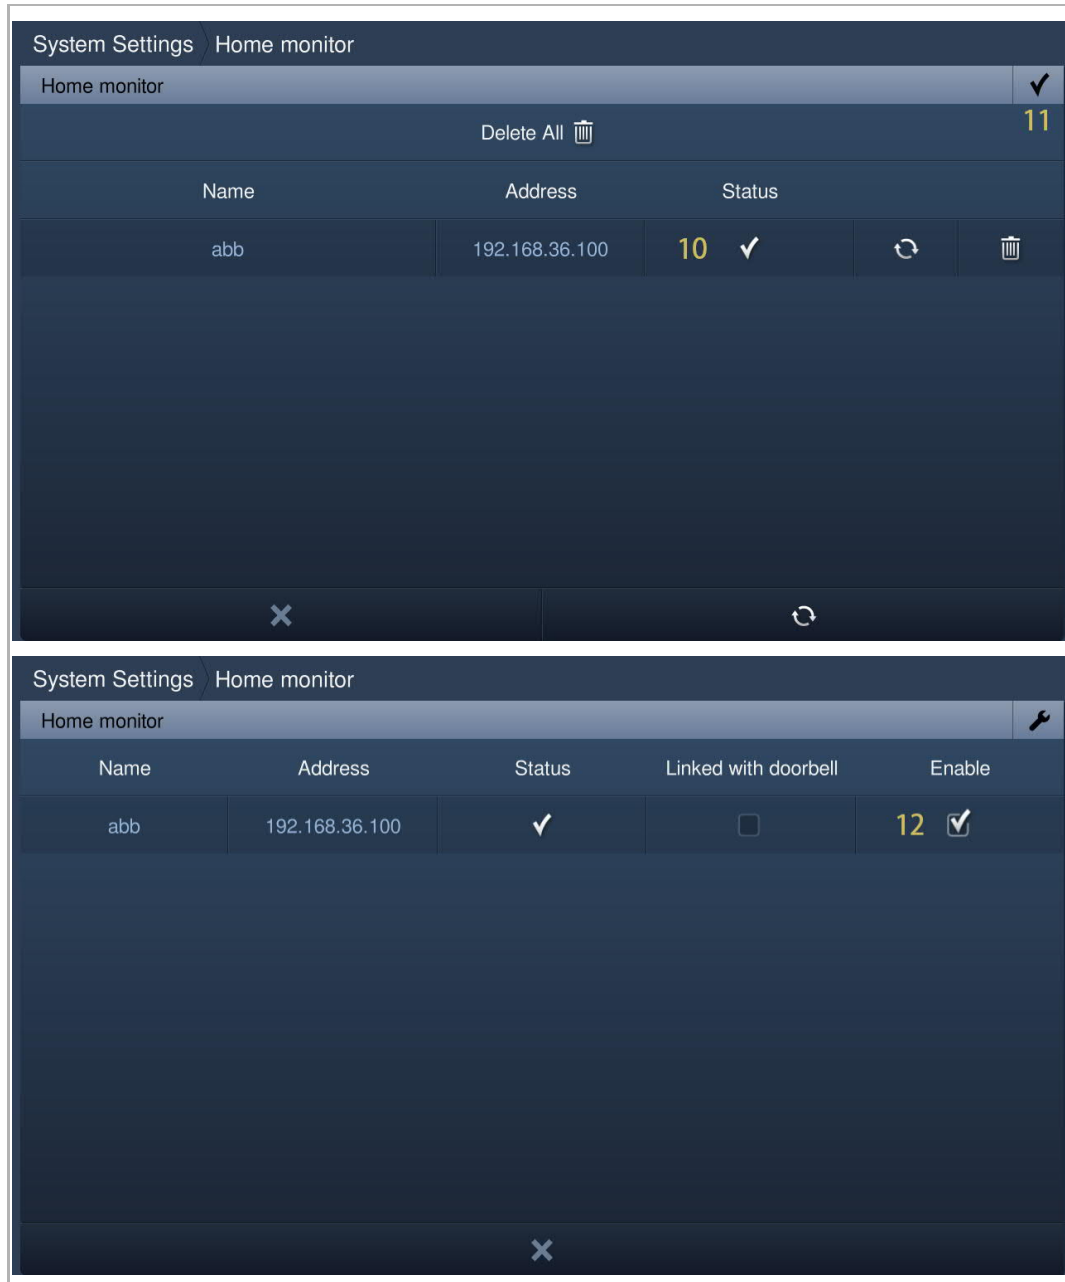 System Settings Home monitor
Home monitor
11
Delete All
Name Address Status
abb 192.168.36.100 10
System Settings Home monitor
Home monitor
Name Address Status Linked with doorbell Enable
abb 192.168.36.100 12